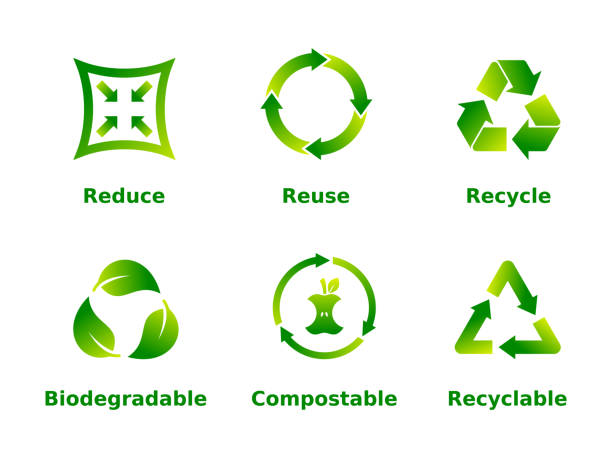 Reduce
Reuse
Recycle
Biodegradable
Compostable
Recyclable